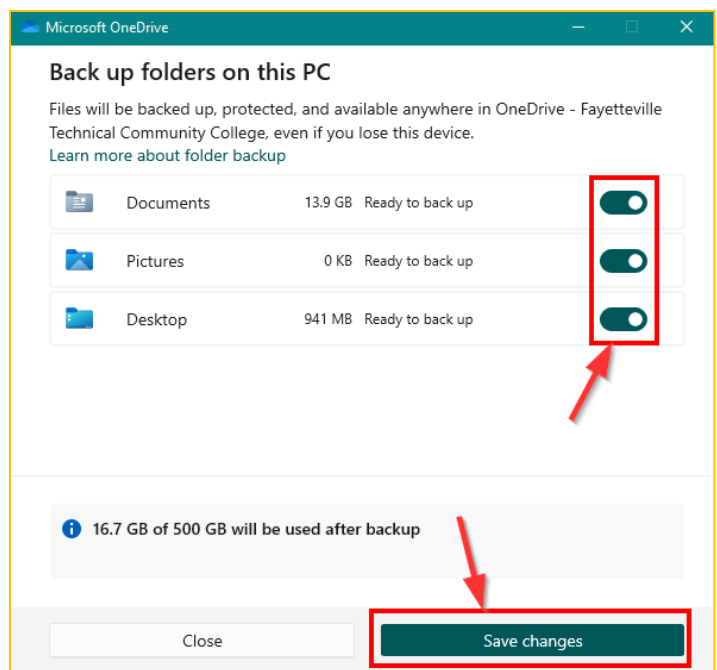 Microsoft OneDrive
Back up folders on this PC
Files will be backed up, protected, and available anywhere in OneDrive - Fayetteville
Technical Community College, even if you lose this device.
Learn more about folder backup
Documents 13.9 GB Ready to back up
Pictures 0 KB Ready to back up
Desktop 941 MB Ready to back up
16.7 GB of 500 GB will be used after backup
Close Save changes